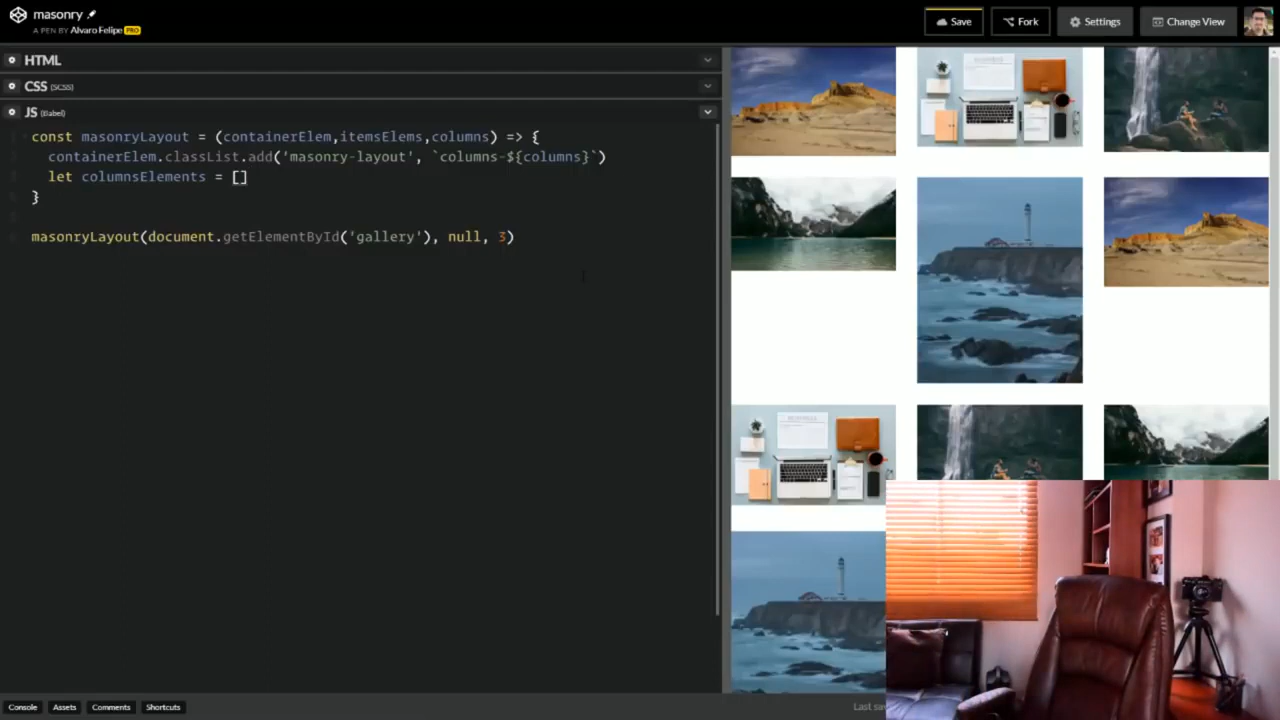 masonry
A PEN BY Alvaro Felipe PRO
Save
Fork
Settings
Change View
HTML
CSS (SCSS)
JS (Babel)
const masonryLayout = (containerElem,itemsElems,columns) => {
containerElem.classList.add('masonry-layout', `columns-${columns}`)
let columnsElements = []
}
masonryLayout(document.getElementById('gallery'), null, 3)
Console
Assets
Comments
Shortcuts
Last